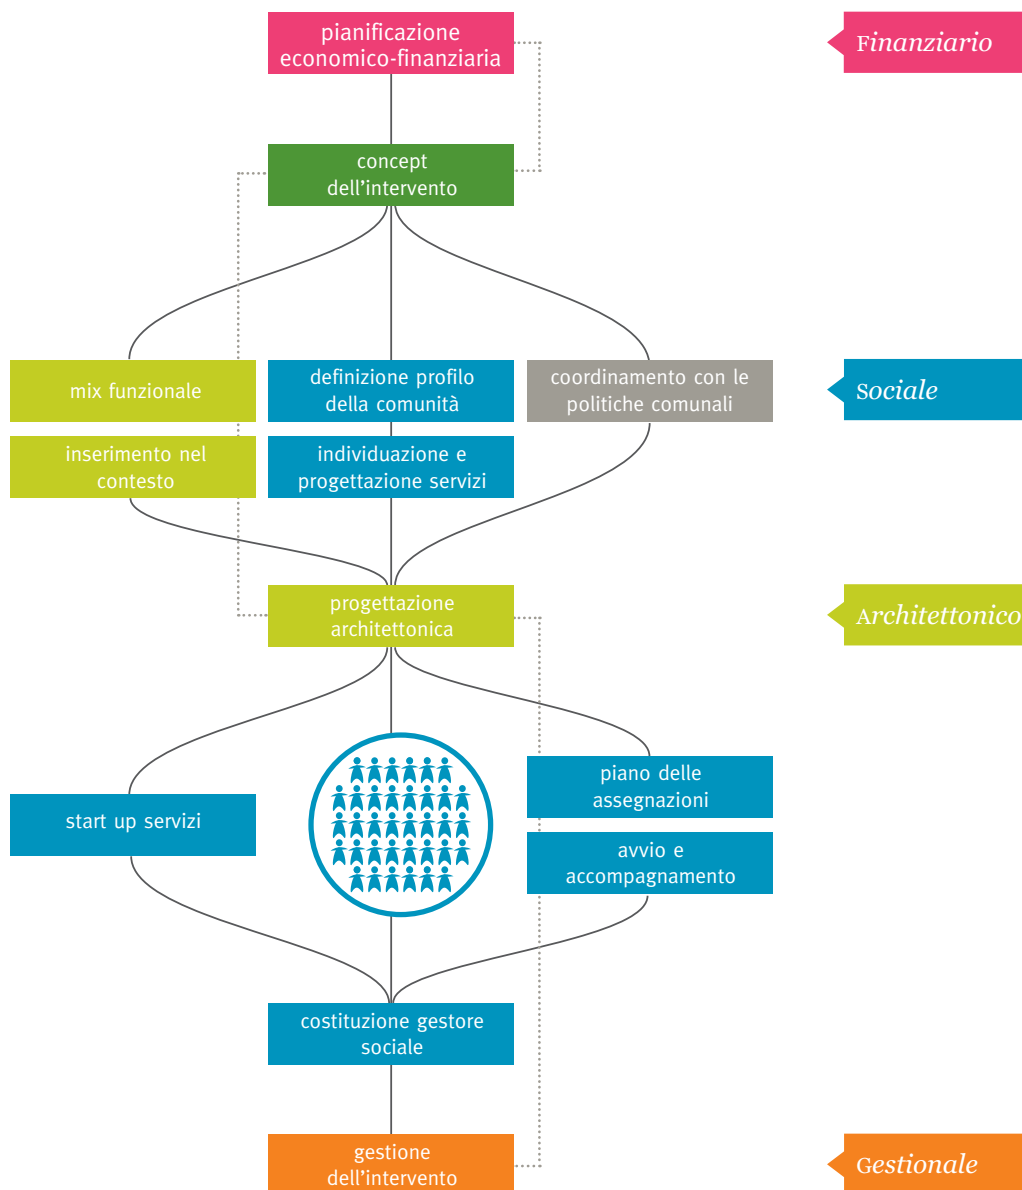 pianificazione
economico-finanziaria
Finanziario
concept
dell'intervento
mix funzionale
definizione profilo
della comunità
coordinamento con le
politiche comunali
Sociale
inserimento nel
contesto
individuazione e
progettazione servizi
progettazione
architettonica
Architettonico
start up servizi
piano delle
assegnazioni
avvio e
accompagnamento
costituzione gestore
sociale
gestione
dell'intervento
Gestionale